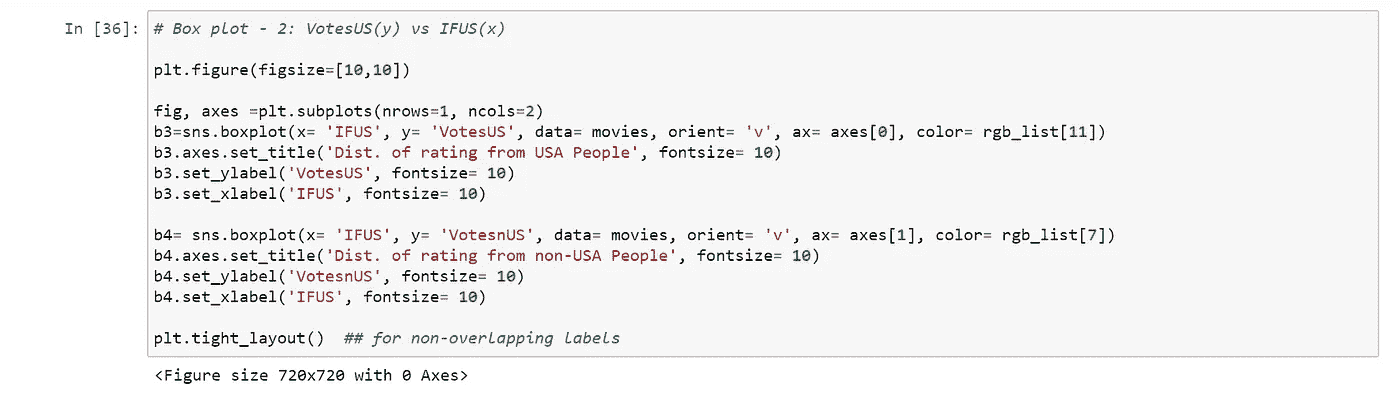 In [36]: # Box plot - 2: VotesUS(y) vs IFUS(x)
plt.figure(figsize=[10,10])
fig, axes =plt.subplots(nrows=1, ncols=2)
b3=sns.boxplot(x= 'IFUS', y= 'VotesUS', data= movies, orient= 'v', ax= axes[0], color= rgb_list[11])
b3.axes.set_title('Dist. of rating from USA People', fontsize= 10)
b3.set_ylabel('VotesUS', fontsize= 10)
b3.set_xlabel('IFUS', fontsize= 10)
b4= sns.boxplot(x= 'IFUS', y= 'VotesnUS', data= movies, orient= 'v', ax= axes[1], color= rgb_list[7])
b4.axes.set_title('Dist. of rating from non-USA People', fontsize= 10)
b4.set_ylabel('VotesnUS', fontsize= 10)
b4.set_xlabel('IFUS', fontsize= 10)
plt.tight_layout()  ## for non-overlapping labels
<Figure size 720x720 with 0 Axes>